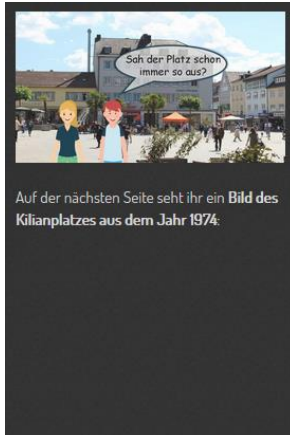 Sah der Platz schon
immer so aus?
Auf der nächsten Seite seht ihr ein Bild des
Kilianplatzes aus dem Jahr 1974: